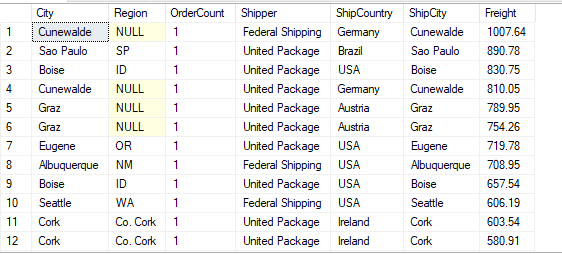 City Region OrderCount Shipper ShipCountry ShipCity Freight
1 Cunewalde NULL 1 Federal Shipping Germany Cunewalde 1007.64
2 Sao Paulo SP 1 United Package Brazil Sao Paulo 890.78
3 Boise ID 1 United Package USA Boise 830.75
4 Cunewalde NULL 1 United Package Germany Cunewalde 810.05
5 Graz NULL 1 United Package Austria Graz 789.95
6 Graz NULL 1 United Package Austria Graz 754.26
7 Eugene OR 1 United Package USA Eugene 719.78
8 Albuquerque NM 1 Federal Shipping USA Albuquerque 708.95
9 Boise ID 1 United Package USA Boise 657.54
10 Seattle WA 1 Federal Shipping USA Seattle 606.19
11 Cork Co. Cork 1 United Package Ireland Cork 603.54
12 Cork Co. Cork 1 United Package Ireland Cork 580.91